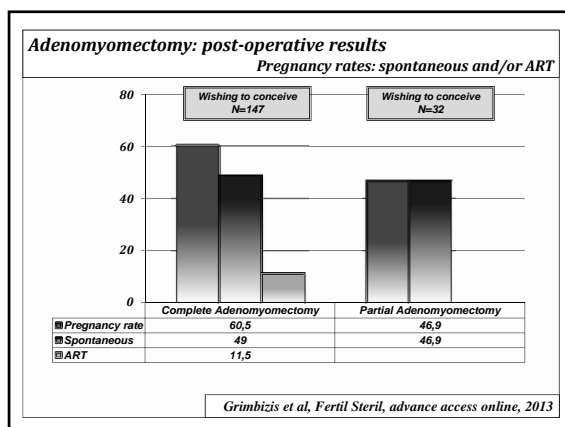 Adenomyomectomy: post-operative results
Pregnancy rates: spontaneous and/or ART
80
Wishing to conceive
N=147
Wishing to conceive
N=32
60
40
20
0
Complete Adenomyomectomy
Partial Adenomyomectomy
Pregnancy rate 60,5 46,9
Spontaneous 49 46,9
ART 11,5
Grimbizis et al, Fertil Steril, advance access online, 2013